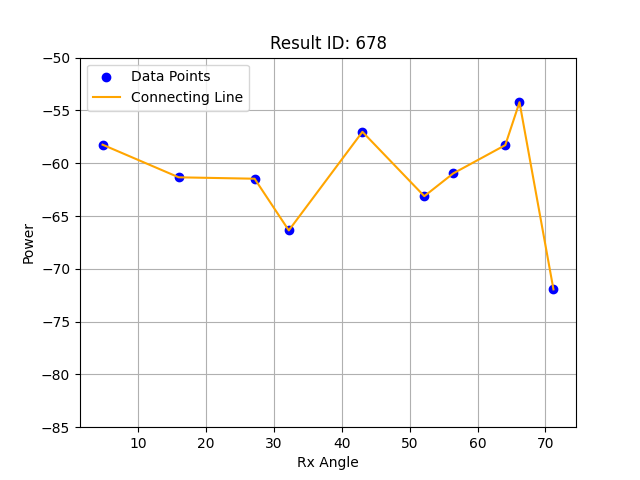 Result ID: 678
Data Points
Connecting Line
−50
−55
−60
−65
−70
−75
−80
−85
Power
10 20 30 40 50 60 70
Rx Angle